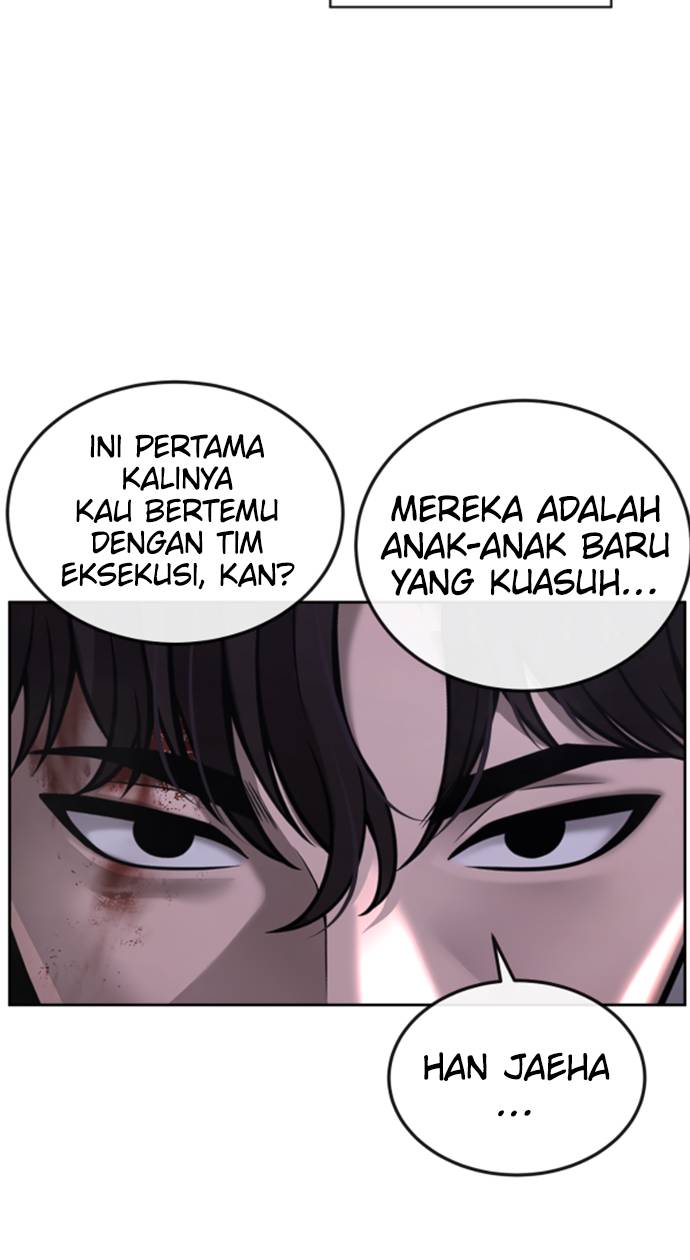 INI PERTAMA
KALINYA
KAU BERTEMU
DENGAN TIM
EKSEKUSI, KAN?
MEREKA ADALAH
ANAK-ANAK BARU
YANG KUASUH...
HAN JAEHA
...